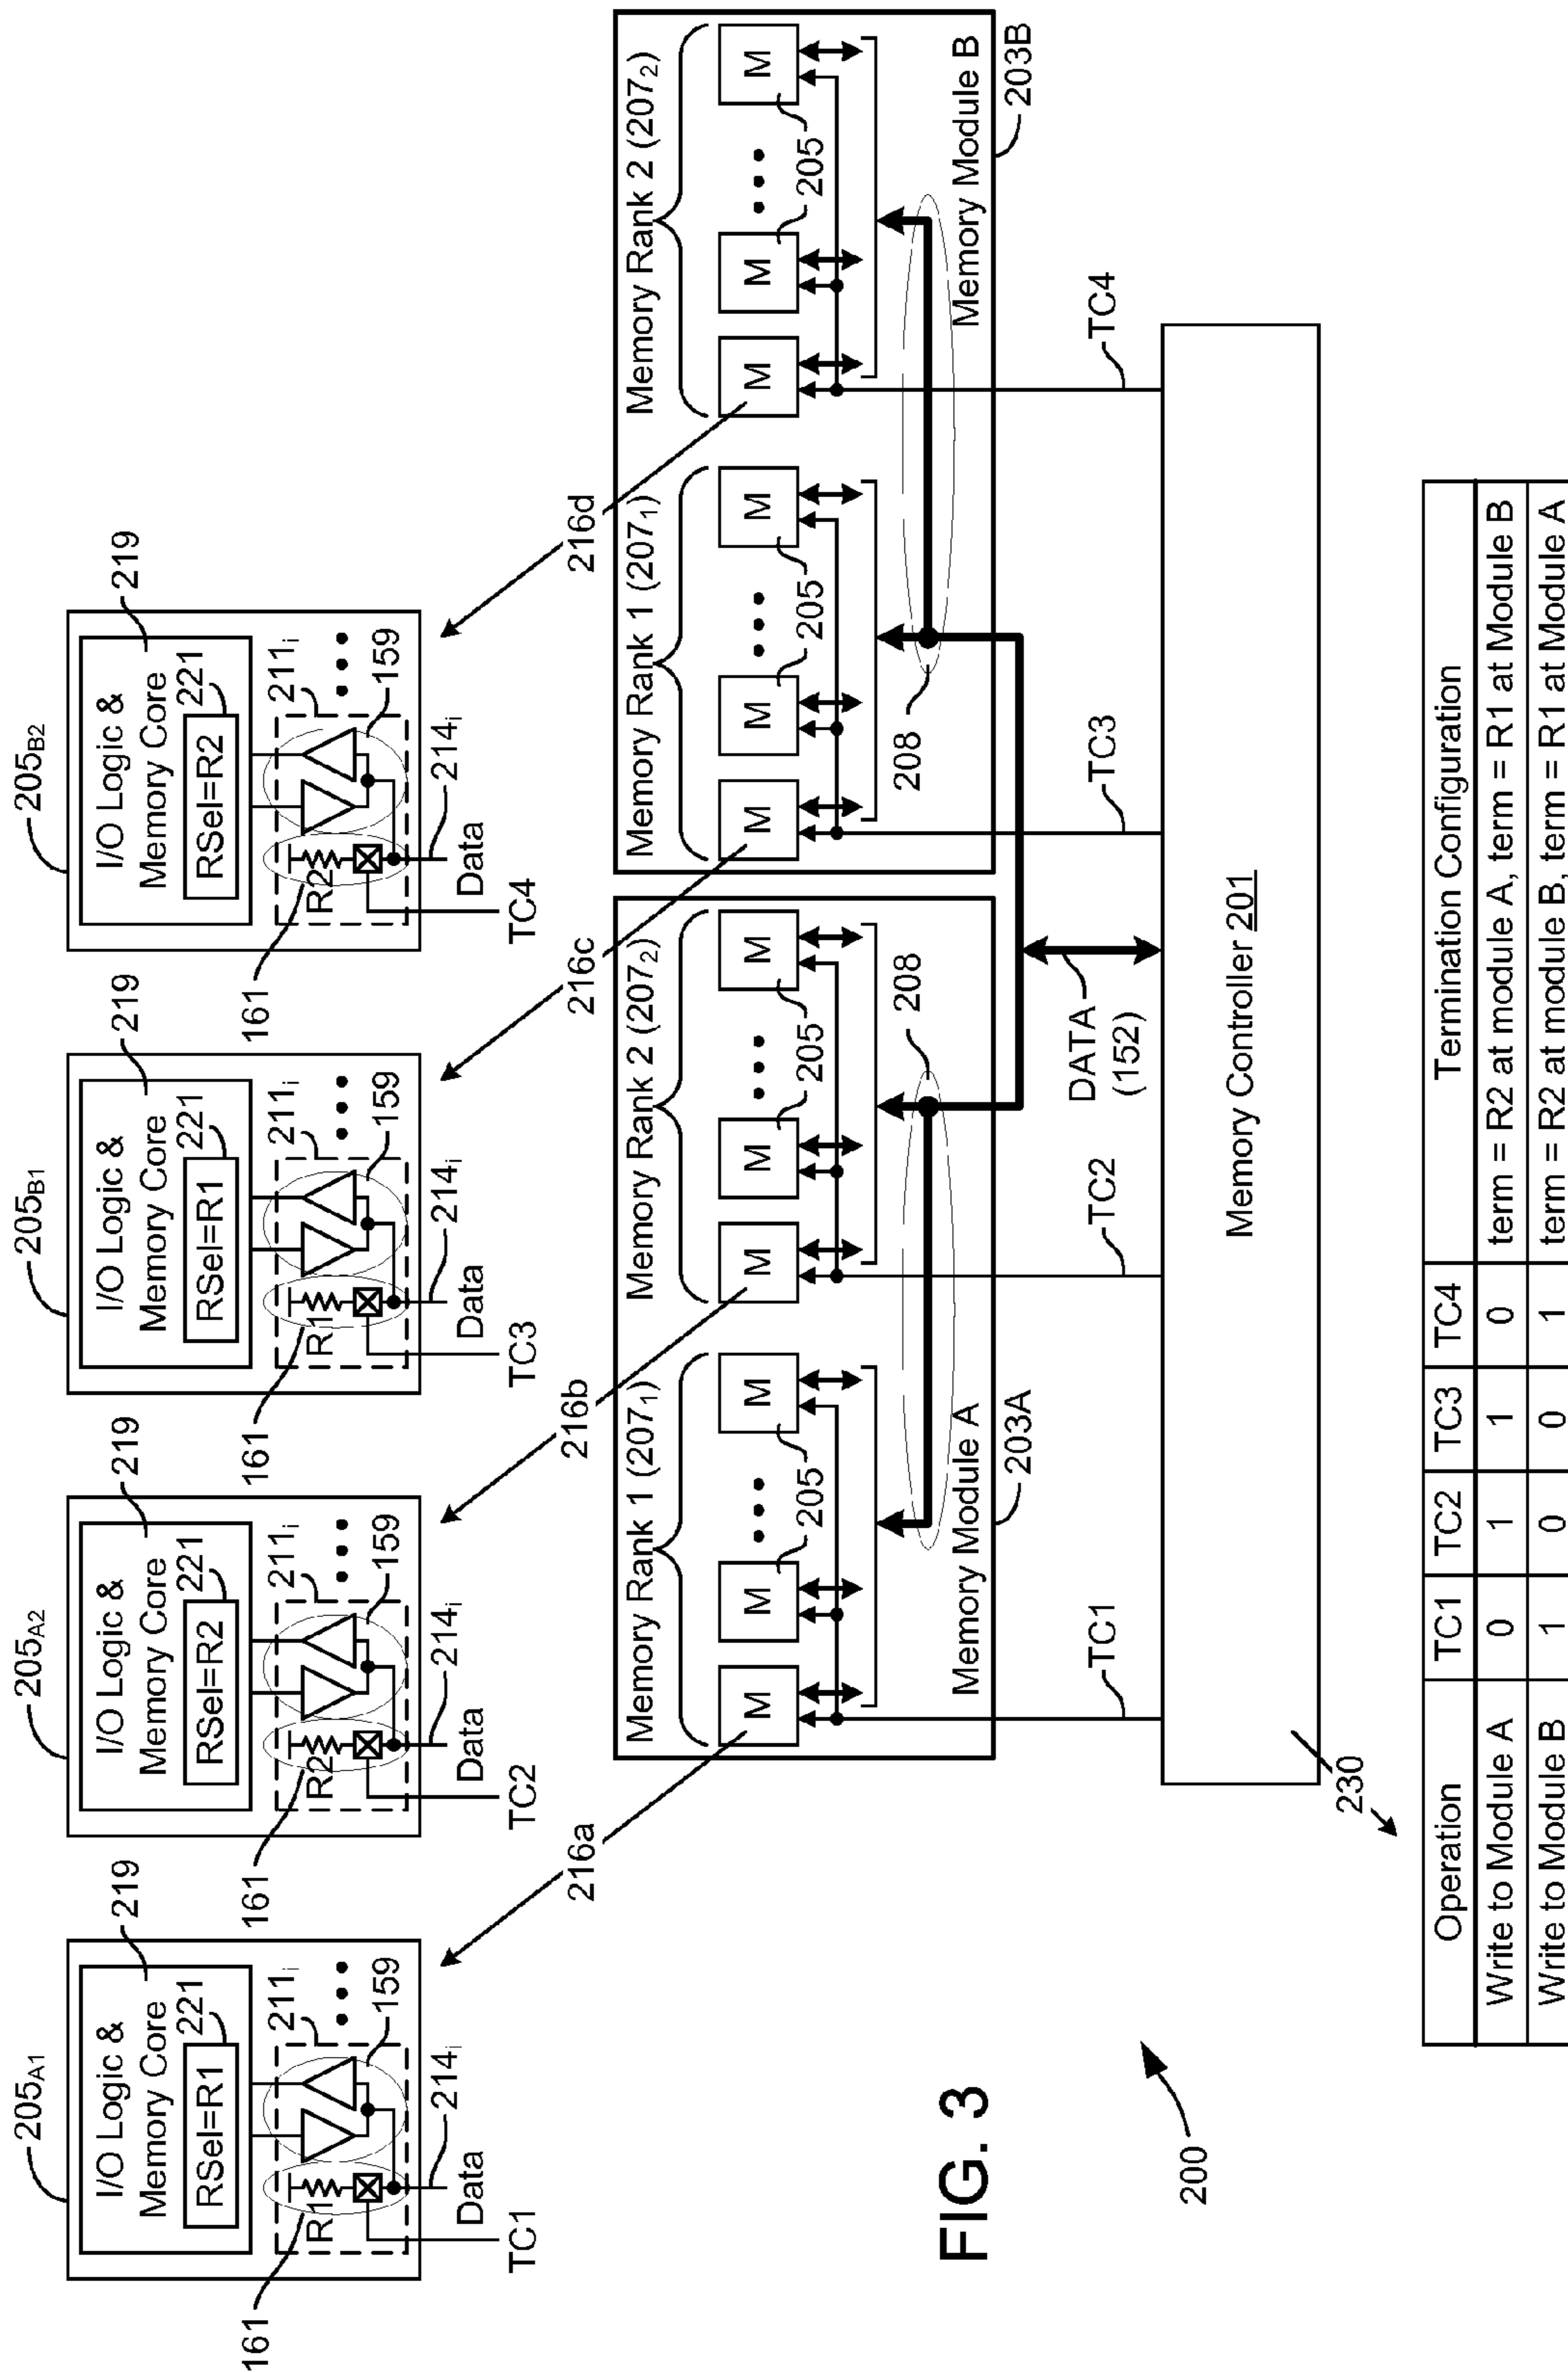 205A1
I/O Logic &
Memory Core
219
RSel=R1
221
211i
R1
159
161
214i
Data
TC1
205A2
I/O Logic &
Memory Core
219
RSel=R2
221
211i
R2
159
161
214i
Data
TC2
205B1
I/O Logic &
Memory Core
219
RSel=R1
221
211i
R1
159
161
214i
Data
TC3
205B2
I/O Logic &
Memory Core
219
RSel=R2
221
211i
R2
159
161
214i
Data
TC4
216a
216b
216c
216d
Memory Rank 1 (207₁)
M M M
205
Memory Rank 2 (207₂)
M M M
205
208
Memory Module A
203A
Memory Rank 1 (207₁)
M M M
205
Memory Rank 2 (207₂)
M M M
205
208
Memory Module B
203B
TC1
TC2
DATA
(152)
TC3
TC4
Memory Controller 201
230
FIG. 3
200
Operation TC1 TC2 TC3 TC4 Termination Configuration
Write to Module A 0 1 1 0 term = R2 at module A, term = R1 at Module B
Write to Module B 1 0 0 1 term = R2 at module B, term = R1 at Module A